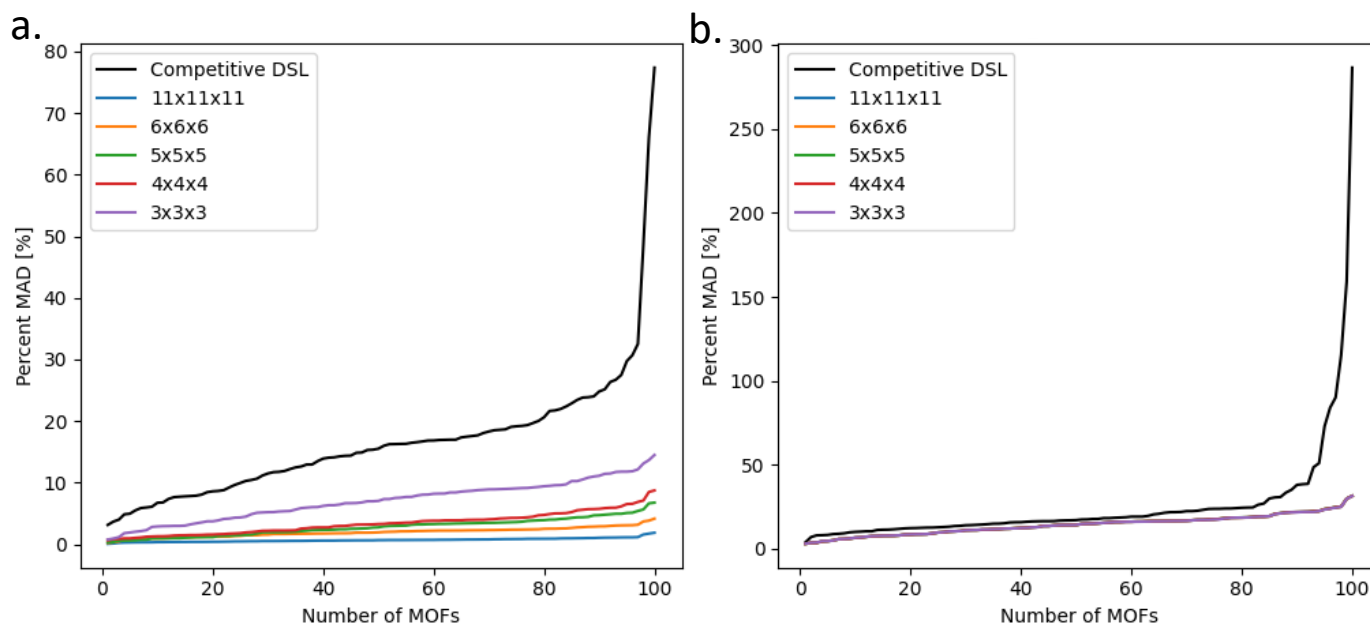 a.
80
70
60
50
40
30
20
10
0
Percent MAD [%]
Competitive DSL
11x11x11
6x6x6
5x5x5
4x4x4
3x3x3
0 20 40 60 80 100
Number of MOFs
b.
300
250
200
150
100
50
0
Percent MAD [%]
Competitive DSL
11x11x11
6x6x6
5x5x5
4x4x4
3x3x3
0 20 40 60 80 100
Number of MOFs